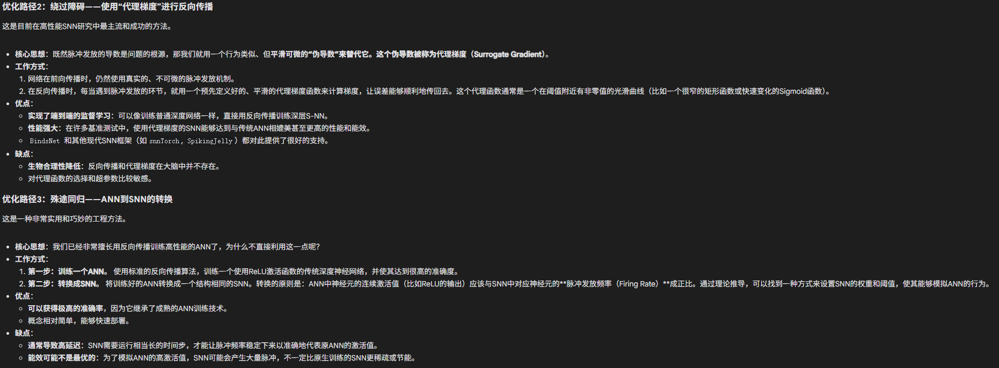 优化路径2：绕过障碍——使用“代理梯度”进行反向传播
这是目前在高性能SNN研究中最主流和成功的方法。
• 核心思想：既然脉冲发放的导数是问题的根源，那我们就用一个行为类似、但平滑可微的“伪导数”来替代它。这个伪导数被称为代理梯度（Surrogate Gradient）。
• 工作方式：
1. 网络在前向传播时，仍然使用真实的、不可微的脉冲发放机制。
2. 在反向传播时，每当遇到脉冲发放的环节，就用一个预先定义好的、平滑的代理梯度函数来计算梯度，让误差能够顺利地传回去。这个代理函数通常是一个在阈值附近有非零值的光滑曲线（比如一个很窄的矩形函数或快速变化的Sigmoid函数）。
• 优点：
○ 实现了端到端的监督学习：可以像训练普通深度网络一样，直接用反向传播训练深层S-NN。
○ 性能强大：在许多基准测试中，使用代理梯度的SNN能够达到与传统ANN相媲美甚至更高的性能和能效。
○ BindsNet 和其他现代SNN框架（如 snnTorch, SpikingJelly）都对此提供了很好的支持。
• 缺点：
○ 生物合理性降低：反向传播和代理梯度在大脑中并不存在。
○ 对代理函数的选择和超参数比较敏感。
优化路径3：殊途同归——ANN到SNN的转换
这是一种非常实用和巧妙的工程方法。
• 核心思想：我们已经非常擅长用反向传播训练高性能的ANN了，为什么不直接利用这一点呢？
• 工作方式：
1. 第一步：训练一个ANN。 使用标准的反向传播算法，训练一个使用ReLU激活函数的传统深度神经网络，并使其达到很高的准确度。
2. 第二步：转换成SNN。 将训练好的ANN转换成一个结构相同的SNN。转换的原则是：ANN中神经元的连续激活值（比如ReLU的输出）应该与SNN中对应神经元的**脉冲发放频率（Firing Rate）**成正比。通过理论推导，可以找到一种方式来设置SNN的权重和阈值，使其能够模拟ANN的行为。
• 优点：
○ 可以获得极高的准确率，因为它继承了成熟的ANN训练技术。
○ 概念相对简单，能够快速部署。
• 缺点：
○ 通常导致高延迟：SNN需要运行相当长的时间步，才能让脉冲频率稳定下来以准确地代表原ANN的激活值。
○ 能效可能不是最优的：为了模拟ANN的高激活值，SNN可能会产生大量脉冲，不一定比原生训练的SNN更稀疏或节能。